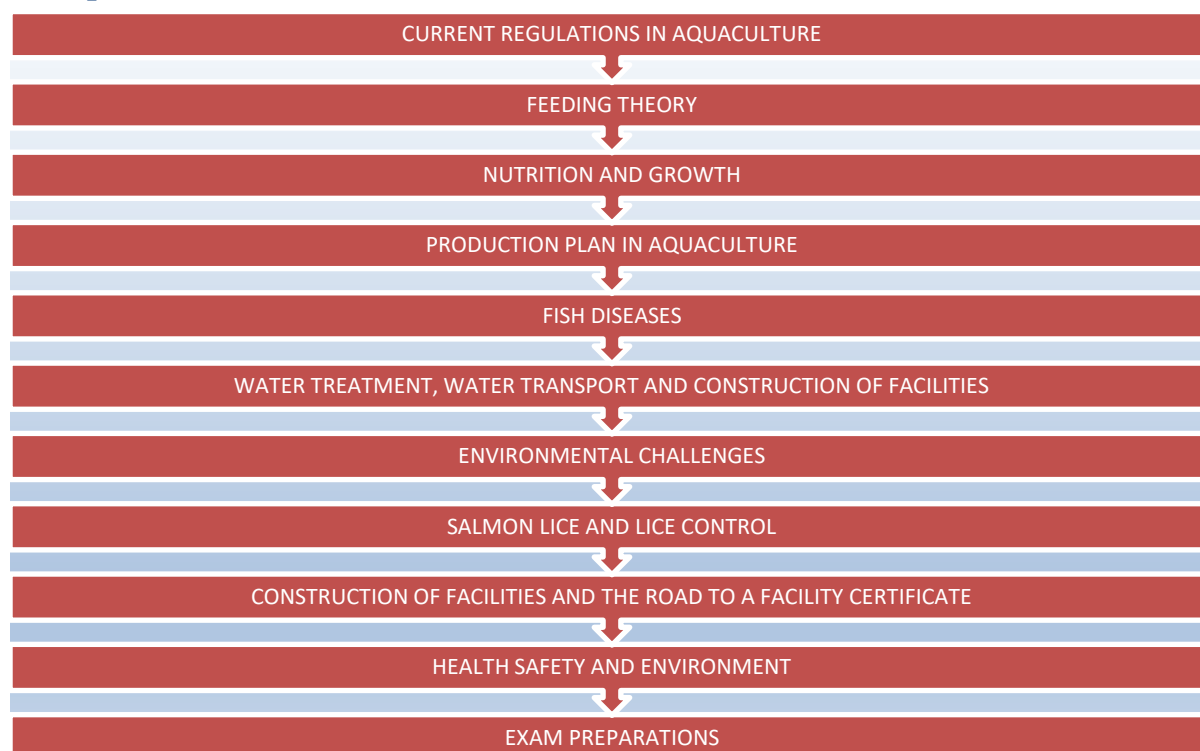 CURRENT REGULATIONS IN AQUACULTURE
FEEDING THEORY
NUTRITION AND GROWTH
PRODUCTION PLAN IN AQUACULTURE
FISH DISEASES
WATER TREATMENT, WATER TRANSPORT AND CONSTRUCTION OF FACILITIES
ENVIRONMENTAL CHALLENGES
SALMON LICE AND LICE CONTROL
CONSTRUCTION OF FACILITIES AND THE ROAD TO A FACILITY CERTIFICATE
HEALTH SAFETY AND ENVIRONMENT
EXAM PREPARATIONS